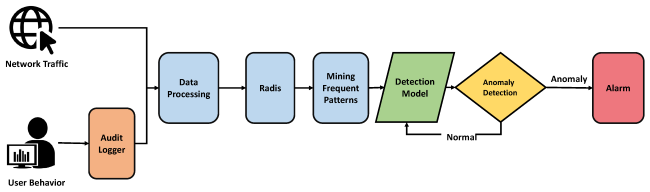 Network Traffic
User Behavior
Audit
Logger
Data
Processing
Radis
Mining
Frequent
Patterns
Detection
Model
Anomaly
Detection
Anomaly
Normal
Alarm